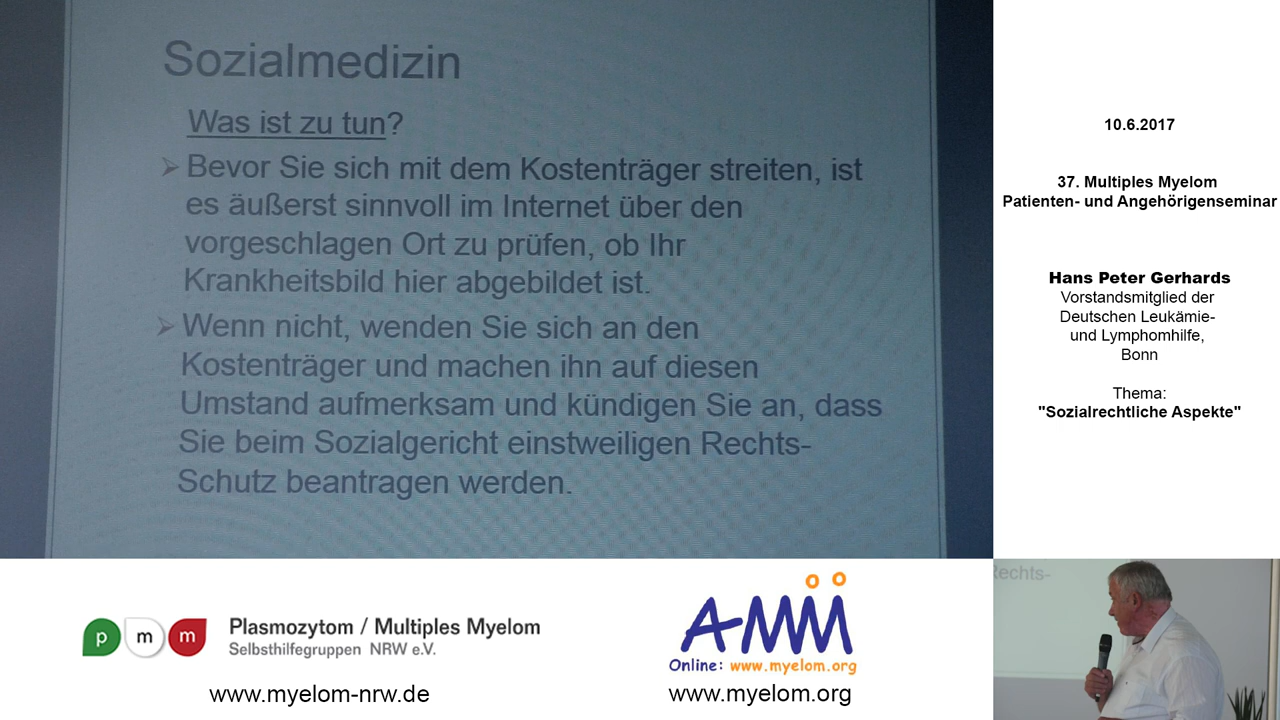 Sozialmedizin
Was ist zu tun?
➢ Bevor Sie sich mit dem Kostenträger streiten, ist
es äußerst sinnvoll im Internet über den
vorgeschlagen Ort zu prüfen, ob Ihr
Krankheitsbild hier abgebildet ist.
➢ Wenn nicht, wenden Sie sich an den
Kostenträger und machen ihn auf diesen
Umstand aufmerksam und kündigen Sie an, dass
Sie beim Sozialgericht einstweiligen Rechts-
Schutz beantragen werden.
10.6.2017
37. Multiples Myelom
Patienten- und Angehörigenseminar
Hans Peter Gerhards
Vorstandsmitglied der
Deutschen Leukämie-
und Lymphomhilfe,
Bonn
Thema:
"Sozialrechtliche Aspekte"
Rechts-
p m m
Plasmozytom / Multiples Myelom
Selbsthilfegruppen NRW e.V.
www.myelom-nrw.de
AMM
Online: www.myelom.org
www.myelom.org